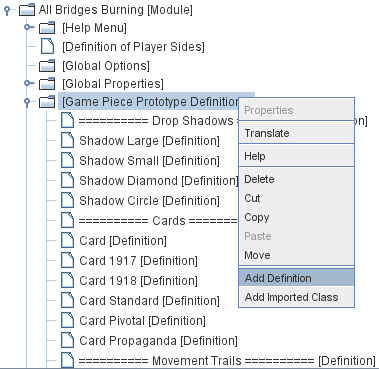 All Bridges Burning [Module]
[Help Menu]
[Definition of Player Sides]
[Global Options]
[Global Properties]
[Game Piece Prototype Definition
========== Drop Shadows = on]
Shadow Large [Definition]
Shadow Small [Definition]
Shadow Diamond [Definition]
Shadow Circle [Definition]
========== Cards =======
Card [Definition]
Card 1917 [Definition]
Card 1918 [Definition]
Card Standard [Definition]
Card Pivotal [Definition]
Card Propaganda [Definition]
========== Movement Trails ========== [Definition]
Properties
Translate
Help
Delete
Cut
Copy
Paste
Move
Add Definition
Add Imported Class